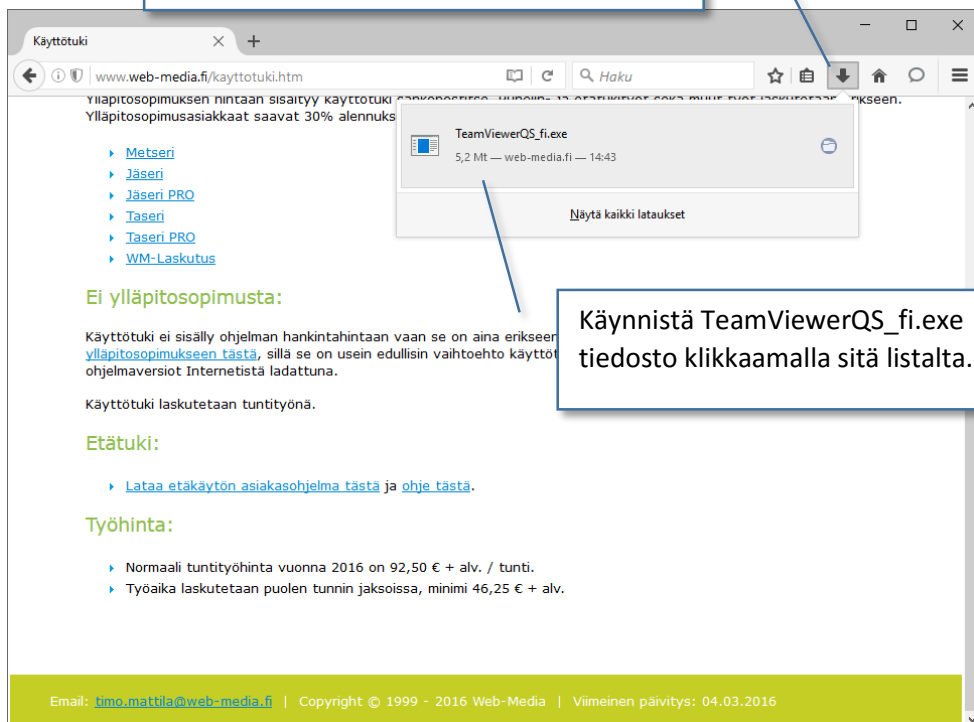 Käyttötuki
www.web-media.fi/kayttotuki.htm
Haku
Ylläpitosopimuksen hintaan sisältyy käyttötuki sähköpostitse,
Ylläpitosopimusasiakkaat saavat 30%
TeamViewerQS_fi.exe
5,2 Mt — web-media.fi — 14:43
Näytä kaikki lataukset
Metseri
Jäseri
Jäseri PRO
Taseri
Taseri PRO
WM-Laskutus
Ei ylläpitosopimusta:
Käyttötuki ei sisälly ohjelman hankintahintaan vaan se on aina
ylläpitosopimukseen tästä, sillä se on usein edullisin vaihtoehto
ohjelmaversiot Internetistä ladattuna.
Käynnistä TeamViewerQS_fi.exe
tiedosto klikkaamalla sitä listalta.
Käyttötuki laskutetaan tuntityönä.
Etätuki:
Lataa etäkäytön asiakasohjelma tästä ja ohje tästä.
Työhinta:
Normaali tuntityöhinta vuonna 2016 on 92,50 € + alv. / tunti.
Työaika laskutetaan puolen tunnin jaksoissa, minimi 46,25 € + alv.
Email: timo.mattila@web-media.fi | Copyright © 1999 - 2016 Web-Media | Viimeinen päivitys: 04.03.2016